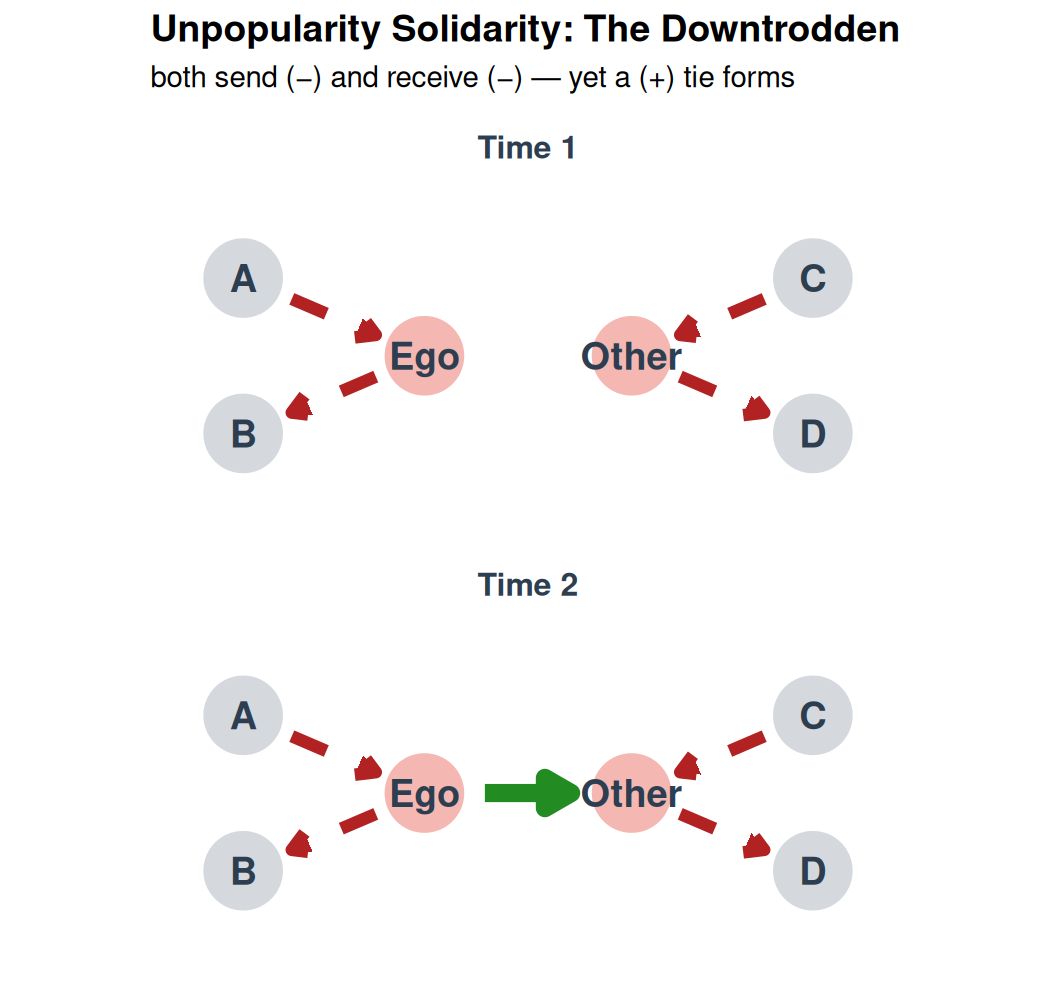 Unpopularity Solidarity: The Downtrodden
both send (−) and receive (−) — yet a (+) tie forms
Time 1
A
C
Ego
Other
B
D
Time 2
A
C
Ego
Other
B
D